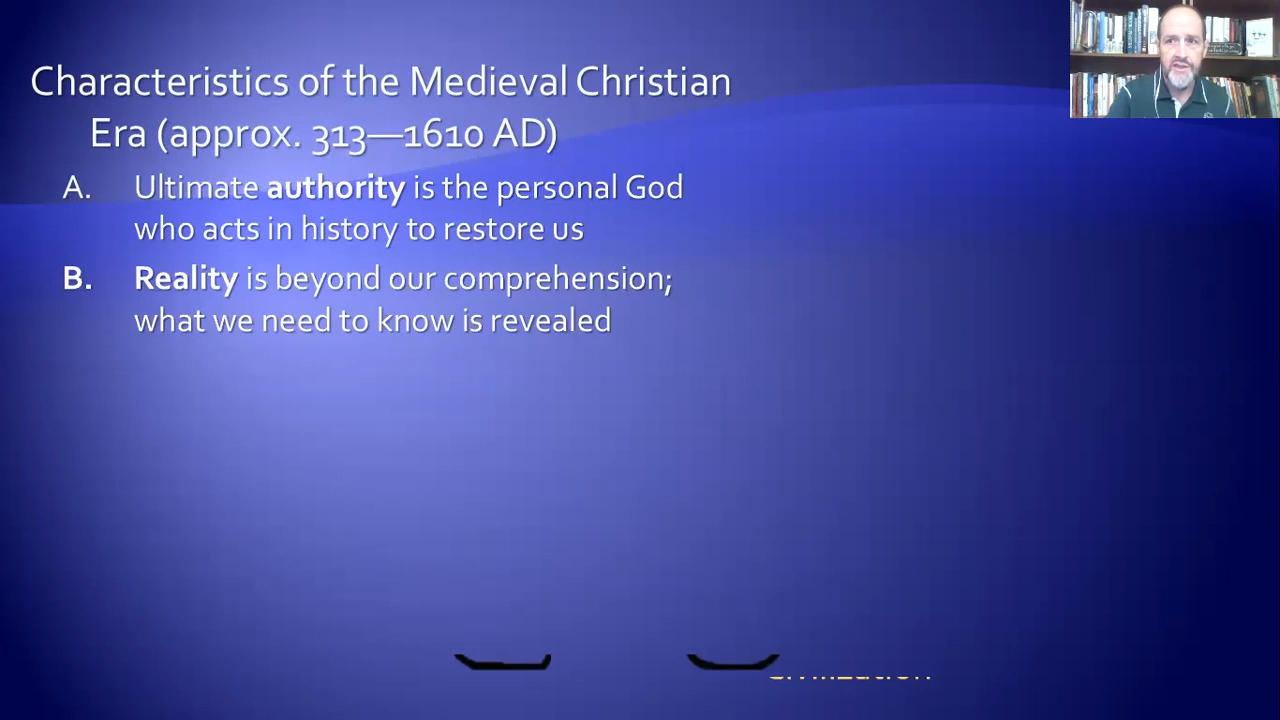 Characteristics of the Medieval Christian
Era (approx. 313—1610 AD)
A. Ultimate authority is the personal God
who acts in history to restore us
B. Reality is beyond our comprehension;
what we need to know is revealed